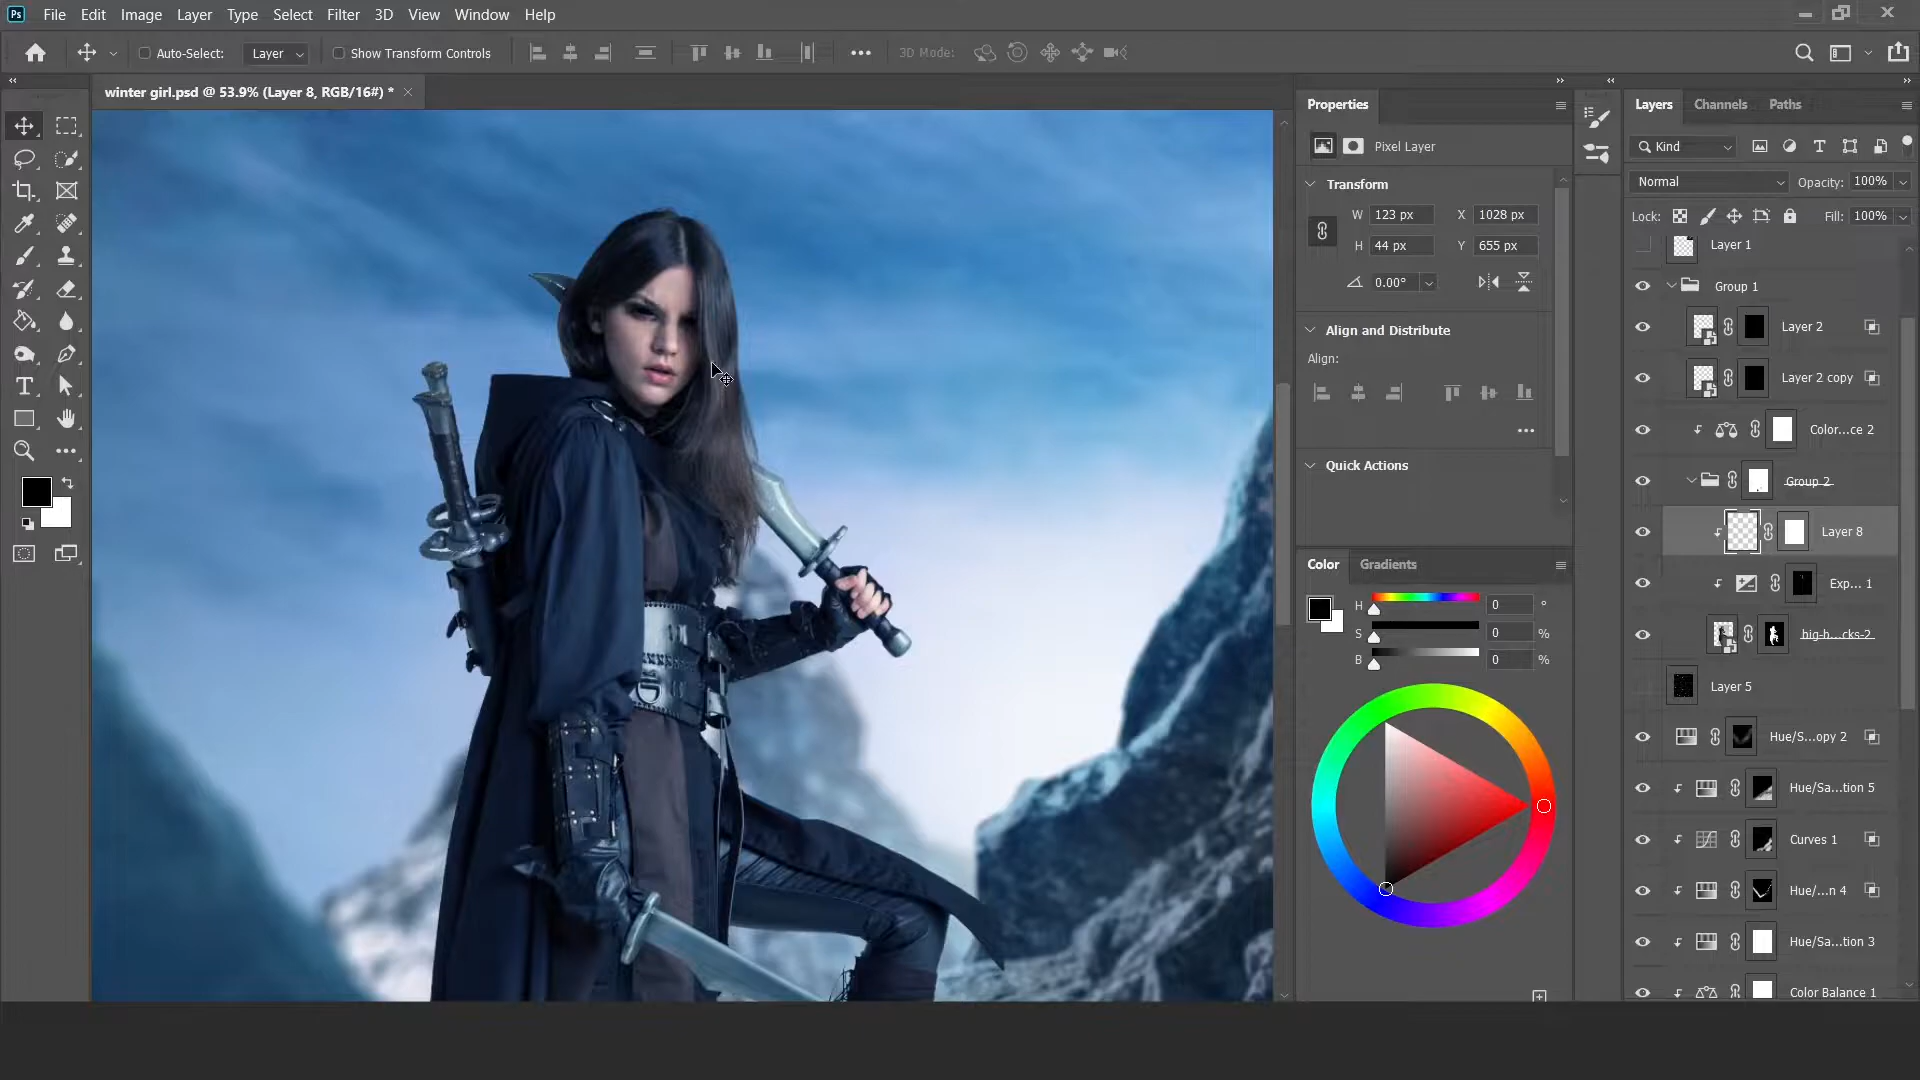 Ps File Edit Image Layer Type Select Filter 3D View Window Help
Auto-Select: Layer Show Transform Controls 3D Mode:
winter girl.psd @ 53.9% (Layer 8, RGB/16#) *
Properties
Pixel Layer
Transform
W 123 px X 1028 px
H 44 px Y 655 px
0.00°
Align and Distribute
Align:
Quick Actions
Color Gradients
H 0 °
S 0 %
B 0 %
Layers Channels Paths
Kind
Normal Opacity: 100%
Lock: Fill: 100%
Layer 1
Group 1
Layer 2
Layer 2 copy
Color...ce 2
Group 2
Layer 8
Exp... 1
big-b...cks-2
Layer 5
Hue/S...opy 2
Hue/Sa...tion 5
Curves 1
Hue/...n 4
Hue/Sa...tion 3
Color Balance 1